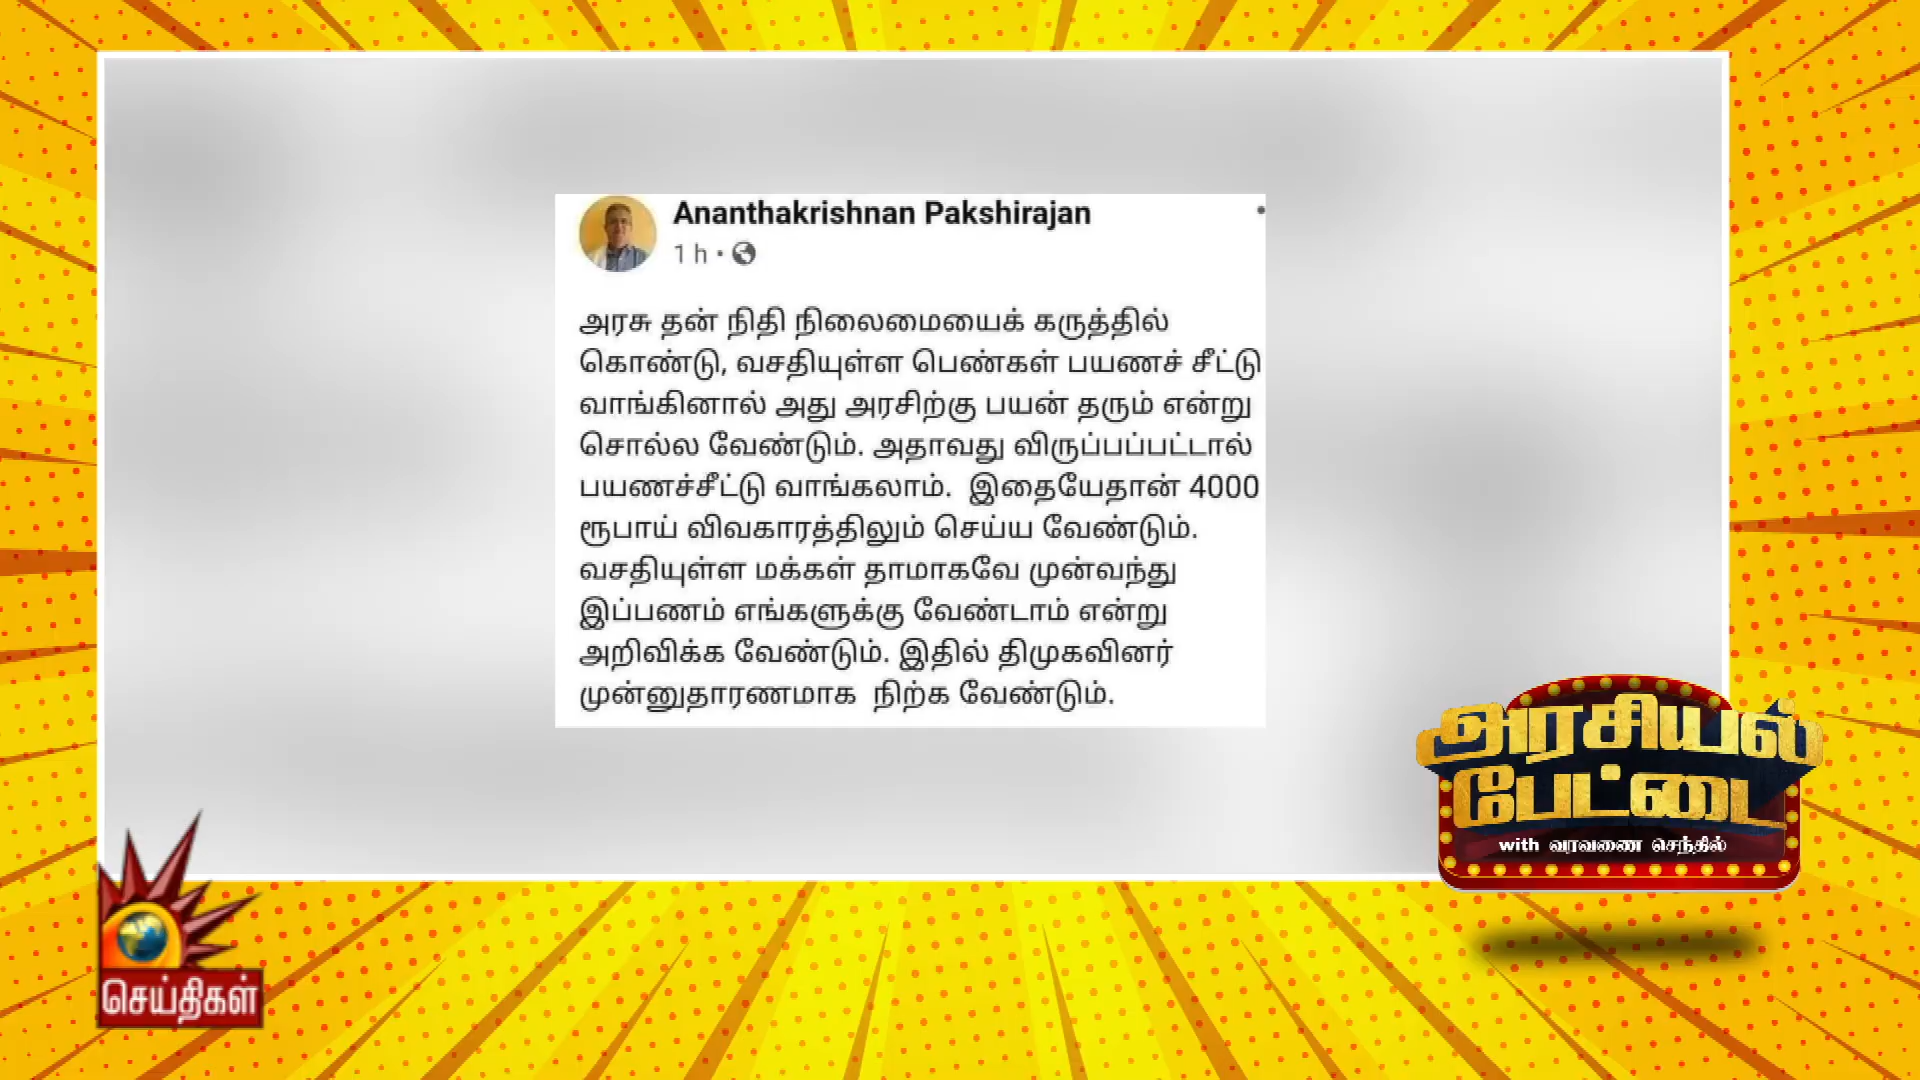 Ananthakrishnan Pakshirajan
1 h •
அரசு தன் நிதி நிலைமையைக் கருத்தில்
கொண்டு, வசதியுள்ள பெண்கள் பயணச் சீட்டு
வாங்கினால் அது அரசிற்கு பயன் தரும் என்று
சொல்ல வேண்டும். அதாவது விருப்பப்பட்டால்
பயணச்சீட்டு வாங்கலாம். இதையேதான் 4000
ரூபாய் விவகாரத்திலும் செய்ய வேண்டும்.
வசதியுள்ள மக்கள் தாமாகவே முன்வந்து
இப்பணம் எங்களுக்கு வேண்டாம் என்று
அறிவிக்க வேண்டும். இதில் திமுகவினர்
முன்னுதாரணமாக நிற்க வேண்டும்.
அரசியல்
பேட்டை
with வரவணை செந்தில்
செய்திகள்